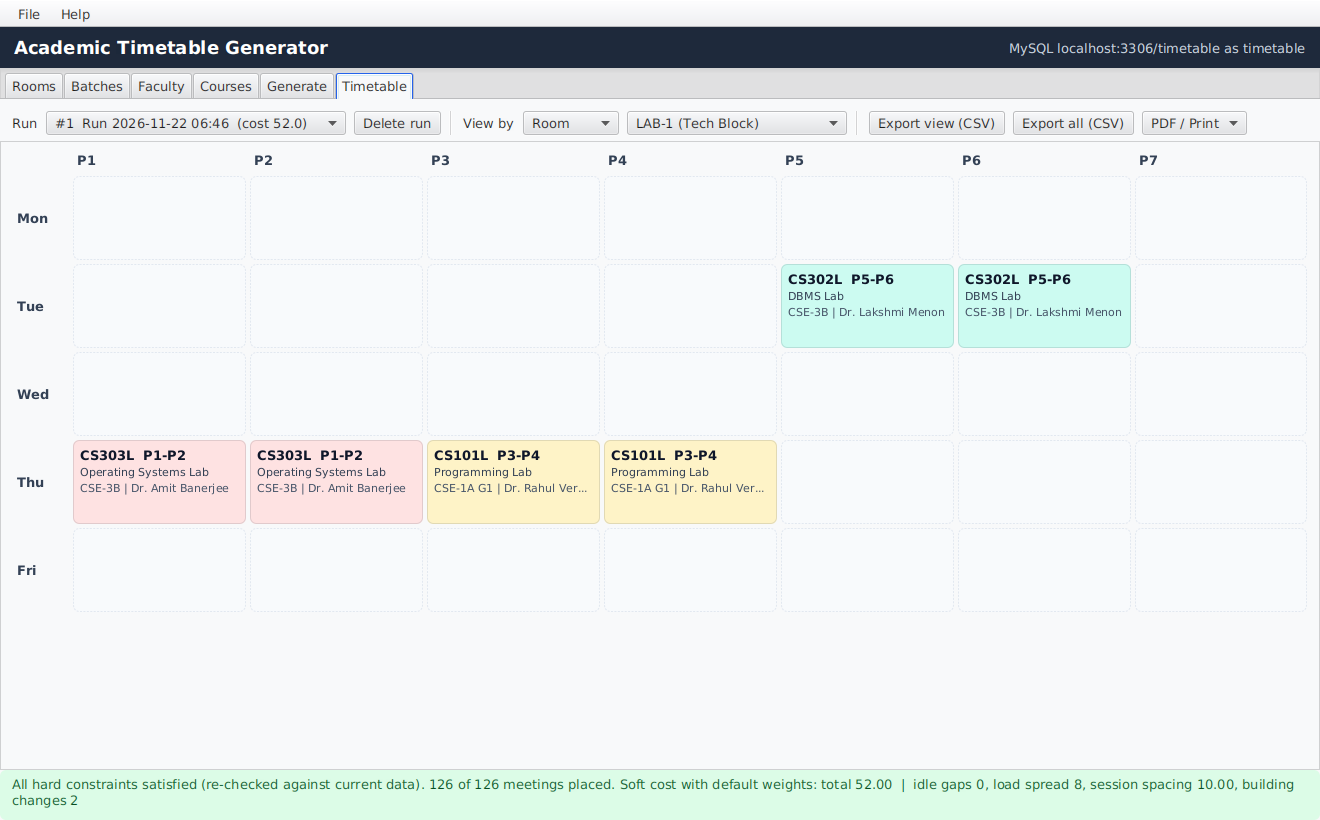 File Help
Academic Timetable Generator
MySQL localhost:3306/timetable as timetable
Rooms Batches Faculty Courses Generate Timetable
Run #1 Run 2026-11-22 06:46 (cost 52.0) Delete run View by Room LAB-1 (Tech Block) Export view (CSV) Export all (CSV) PDF / Print
P1 P2 P3 P4 P5 P6 P7
Mon
Tue
CS302L P5-P6
DBMS Lab
CSE-3B | Dr. Lakshmi Menon
CS302L P5-P6
DBMS Lab
CSE-3B | Dr. Lakshmi Menon
Wed
Thu
CS303L P1-P2
Operating Systems Lab
CSE-3B | Dr. Amit Banerjee
CS303L P1-P2
Operating Systems Lab
CSE-3B | Dr. Amit Banerjee
CS101L P3-P4
Programming Lab
CSE-1A G1 | Dr. Rahul Ver...
CS101L P3-P4
Programming Lab
CSE-1A G1 | Dr. Rahul Ver...
Fri
All hard constraints satisfied (re-checked against current data). 126 of 126 meetings placed. Soft cost with default weights: total 52.00 | idle gaps 0, load spread 8, session spacing 10.00, building
changes 2